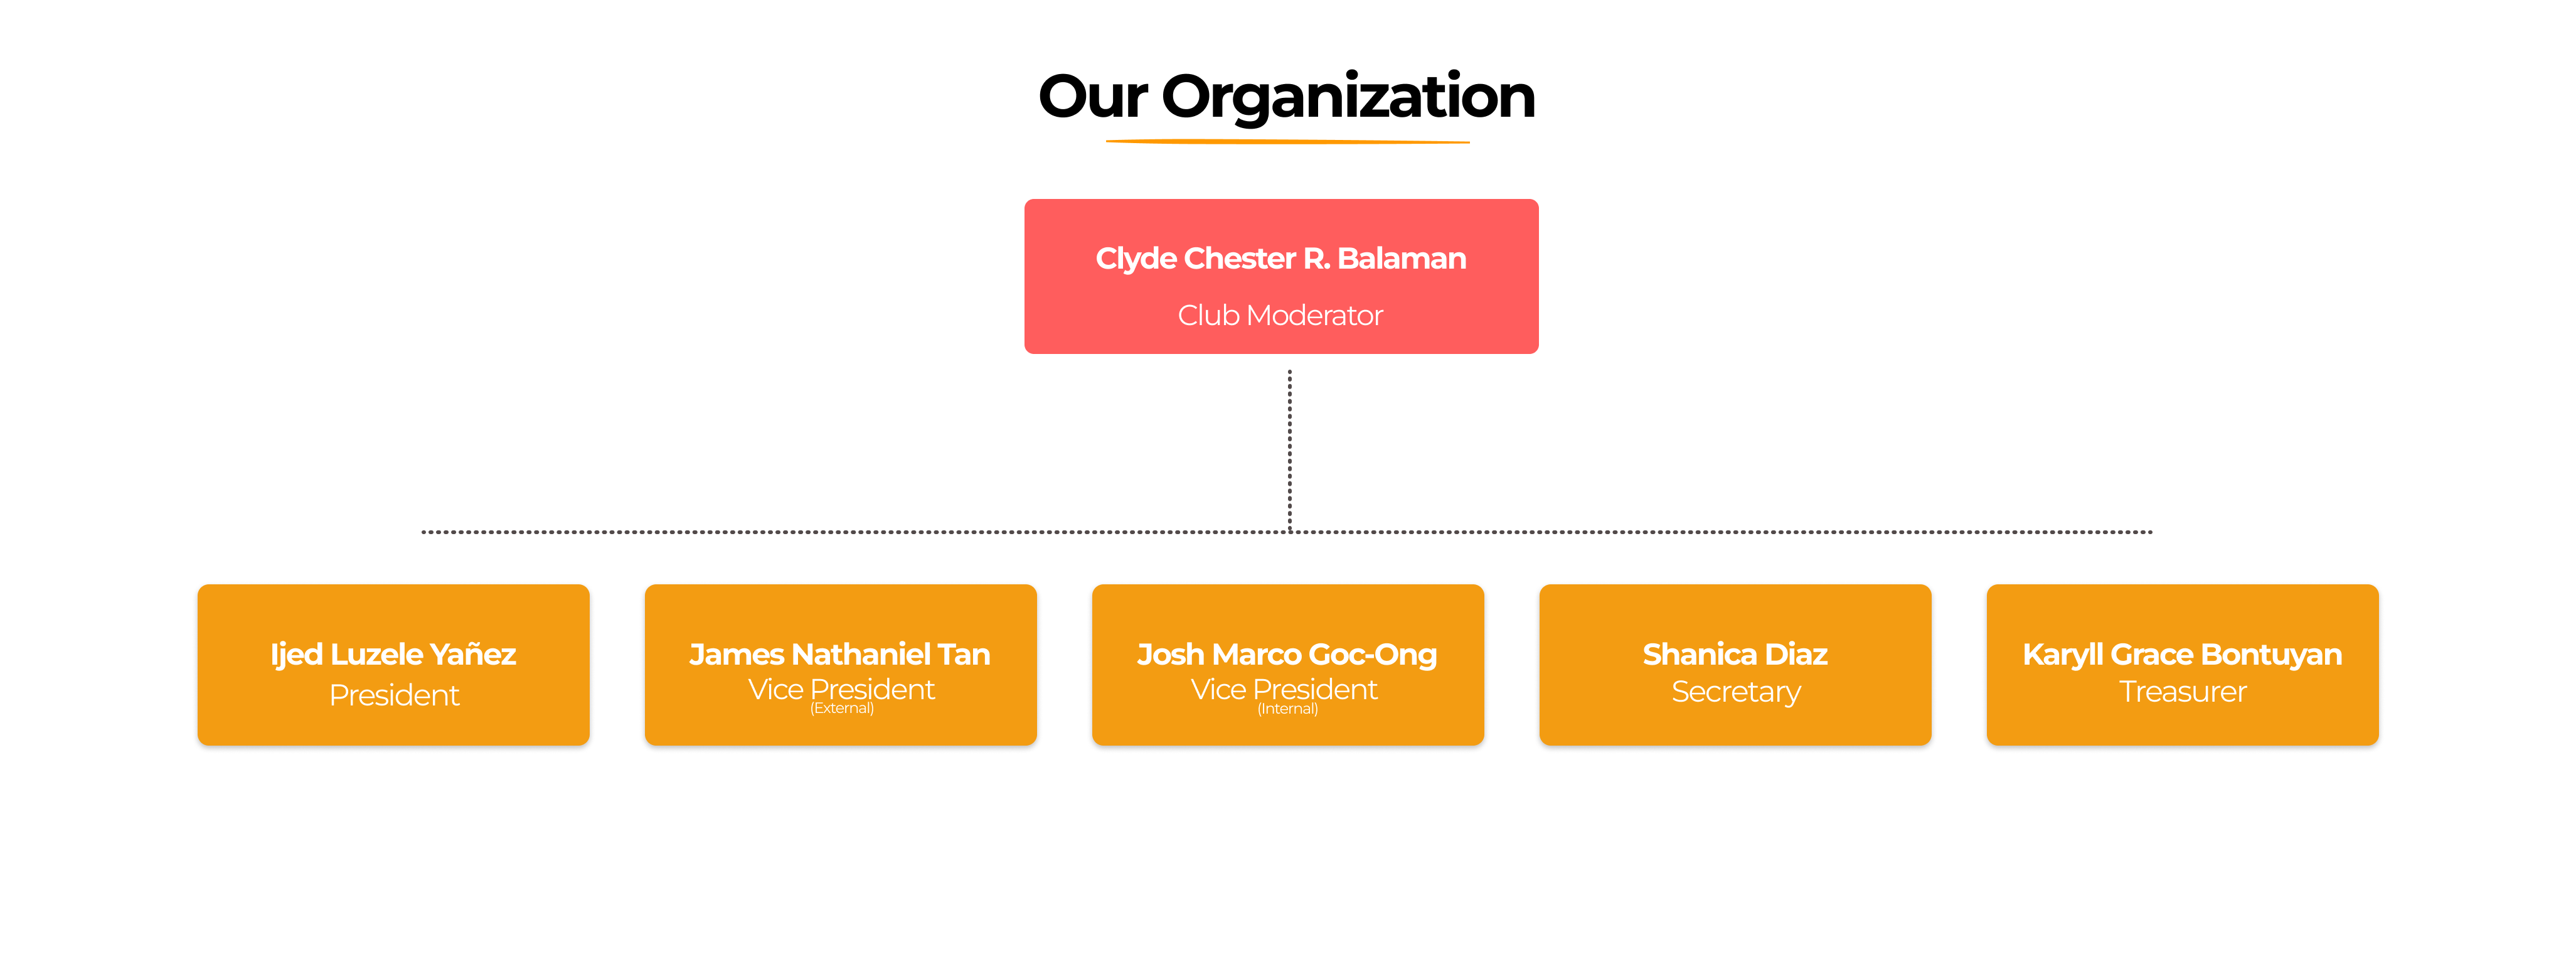 Our Organization
Clyde Chester R. Balaman
Club Moderator
Ijed Luzele Yañez
President
James Nathaniel Tan
Vice President
(External)
Josh Marco Goc-Ong
Vice President
(Internal)
Shanica Diaz
Secretary
Karyll Grace Bontuyan
Treasurer